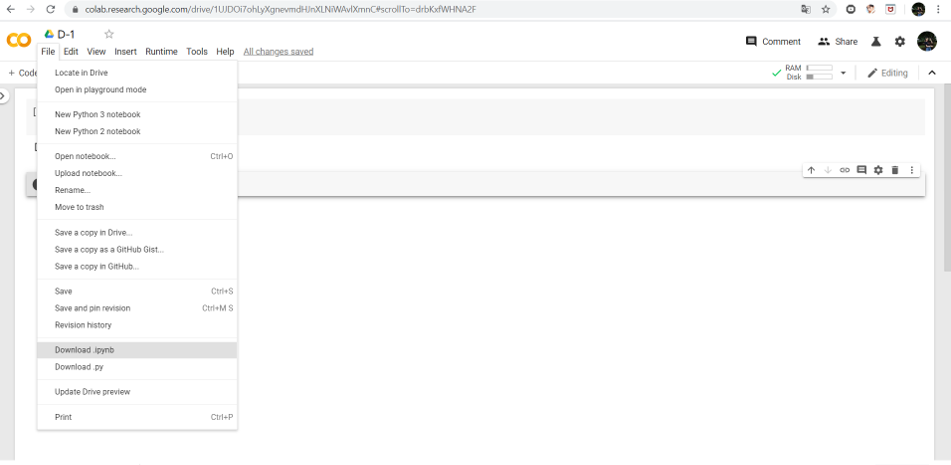 colab.research.google.com/drive/1UJDOi7ohLyXgnevmdHJnXLNiWAvlXmnC#scrollTo=drbKxfWHNA2F
D-1
File Edit View Insert Runtime Tools Help All changes saved
Comment Share
+ Code
RAM
Disk
Editing
Locate in Drive
Open in playground mode
New Python 3 notebook
New Python 2 notebook
Open notebook... Ctrl+O
Upload notebook...
Rename...
Move to trash
Save a copy in Drive...
Save a copy as a GitHub Gist...
Save a copy in GitHub...
Save Ctrl+S
Save and pin revision Ctrl+M S
Revision history
Download .ipynb
Download .py
Update Drive preview
Print Ctrl+P